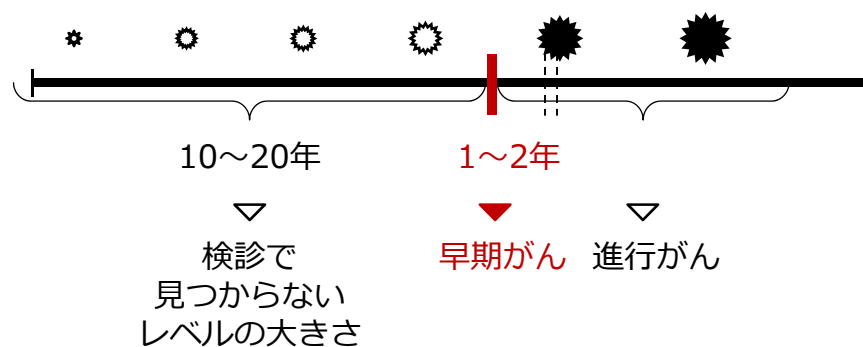 10～20年
1～2年
検診で
見つからない
レベルの大きさ
早期がん
進行がん